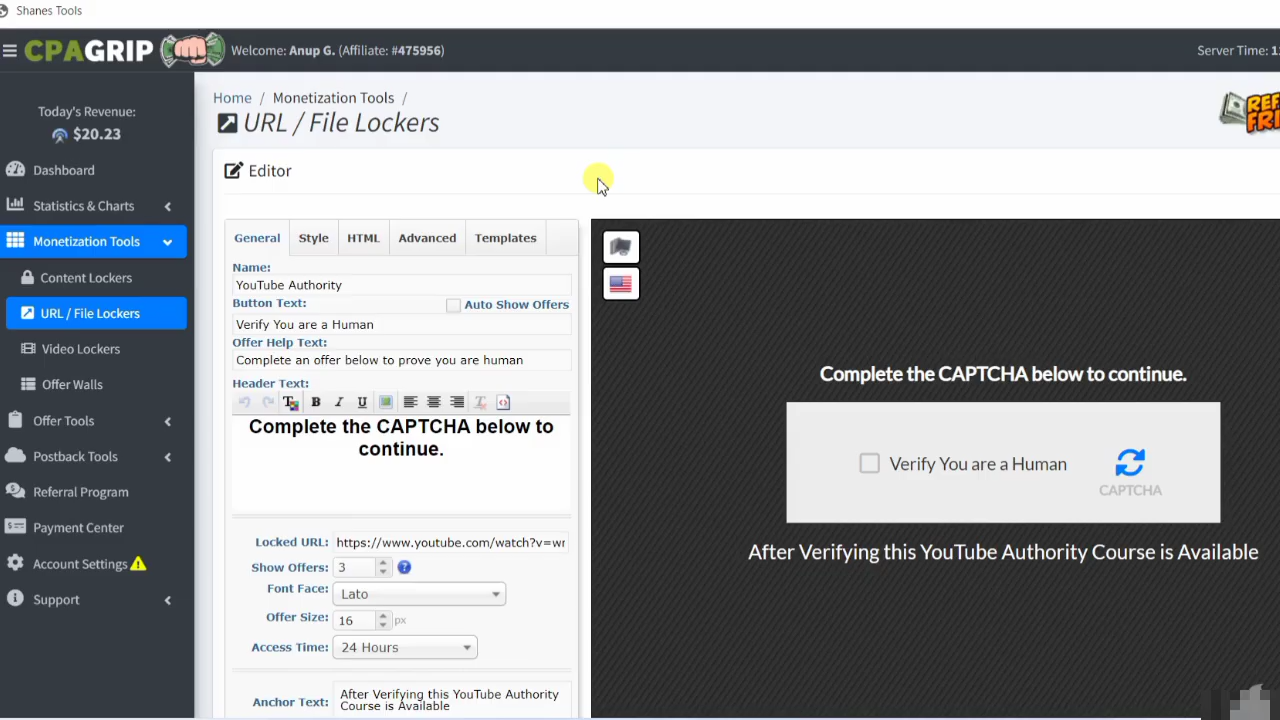 Shanes Tools
CPAGRIP
Welcome: Anup G. (Affiliate: #475956)
Server Time: 1
Today's Revenue:
$20.23
Dashboard
Statistics & Charts
Monetization Tools
Content Lockers
URL / File Lockers
Video Lockers
Offer Walls
Offer Tools
Postback Tools
Referral Program
Payment Center
Account Settings
Support
Home / Monetization Tools /
URL / File Lockers
Editor
General Style HTML Advanced Templates
Name:
YouTube Authority
Button Text: Auto Show Offers
Verify You are a Human
Offer Help Text:
Complete an offer below to prove you are human
Header Text:
Complete the CAPTCHA below to
continue.
Locked URL: https://www.youtube.com/watch?v=wr
Show Offers: 3
Font Face: Lato
Offer Size: 16 px
Access Time: 24 Hours
Anchor Text: After Verifying this YouTube Authority
Course is Available
Complete the CAPTCHA below to continue.
Verify You are a Human
CAPTCHA
After Verifying this YouTube Authority Course is Available